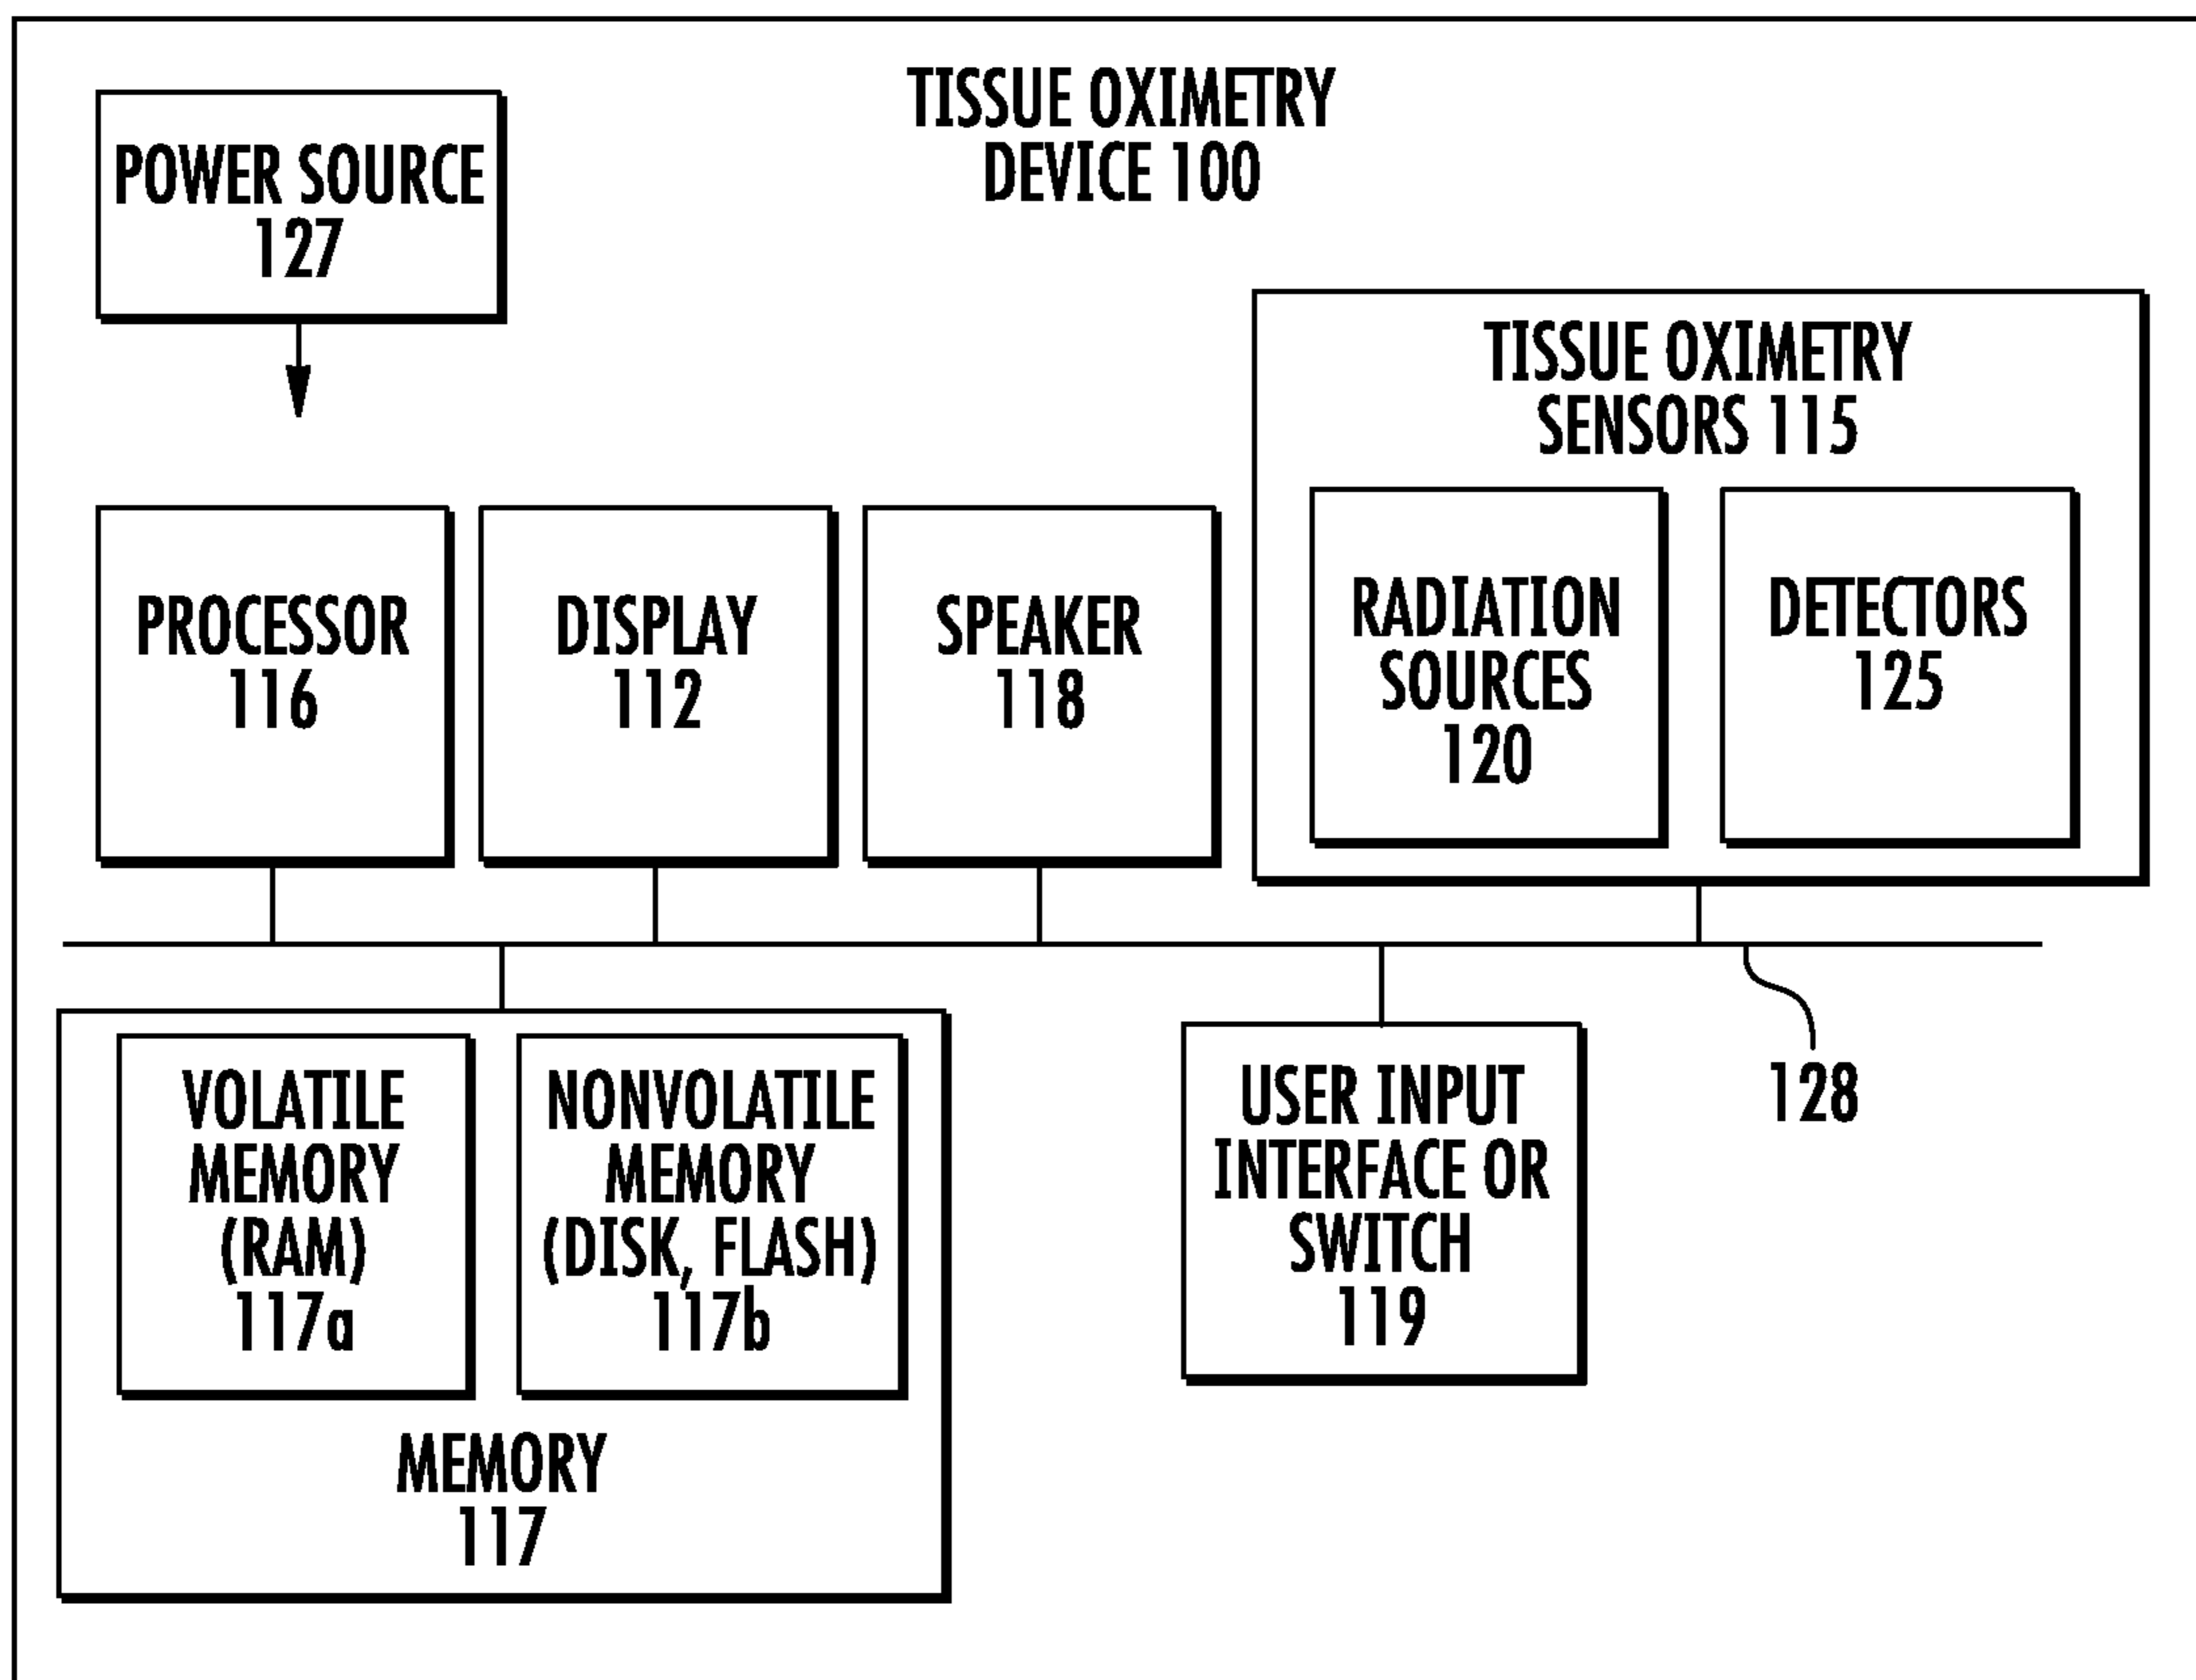 TISSUE OXIMETRY
DEVICE 100
POWER SOURCE
127
TISSUE OXIMETRY
SENSORS 115
PROCESSOR
116
DISPLAY
112
SPEAKER
118
RADIATION
SOURCES
120
DETECTORS
125
VOLATILE
MEMORY
(RAM)
117a
NONVOLATILE
MEMORY
(DISK, FLASH)
117b
MEMORY
117
USER INPUT
INTERFACE OR
SWITCH
119
128